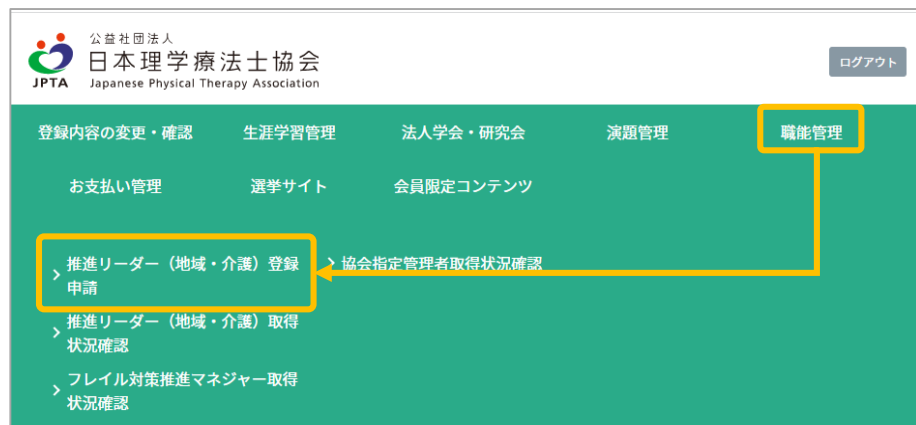 公益社団法人
日本理学療法士協会
JPTA Japanese Physical Therapy Association
ログアウト
登録内容の変更・確認 生涯学習管理 法人学会・研究会 演題管理 職能管理
お支払い管理 選挙サイト 会員限定コンテンツ
推進リーダー（地域・介護）登録
申請
協会指定管理者取得状況確認
推進リーダー（地域・介護）取得
状況確認
フレイル対策推進マネジャー取得
状況確認